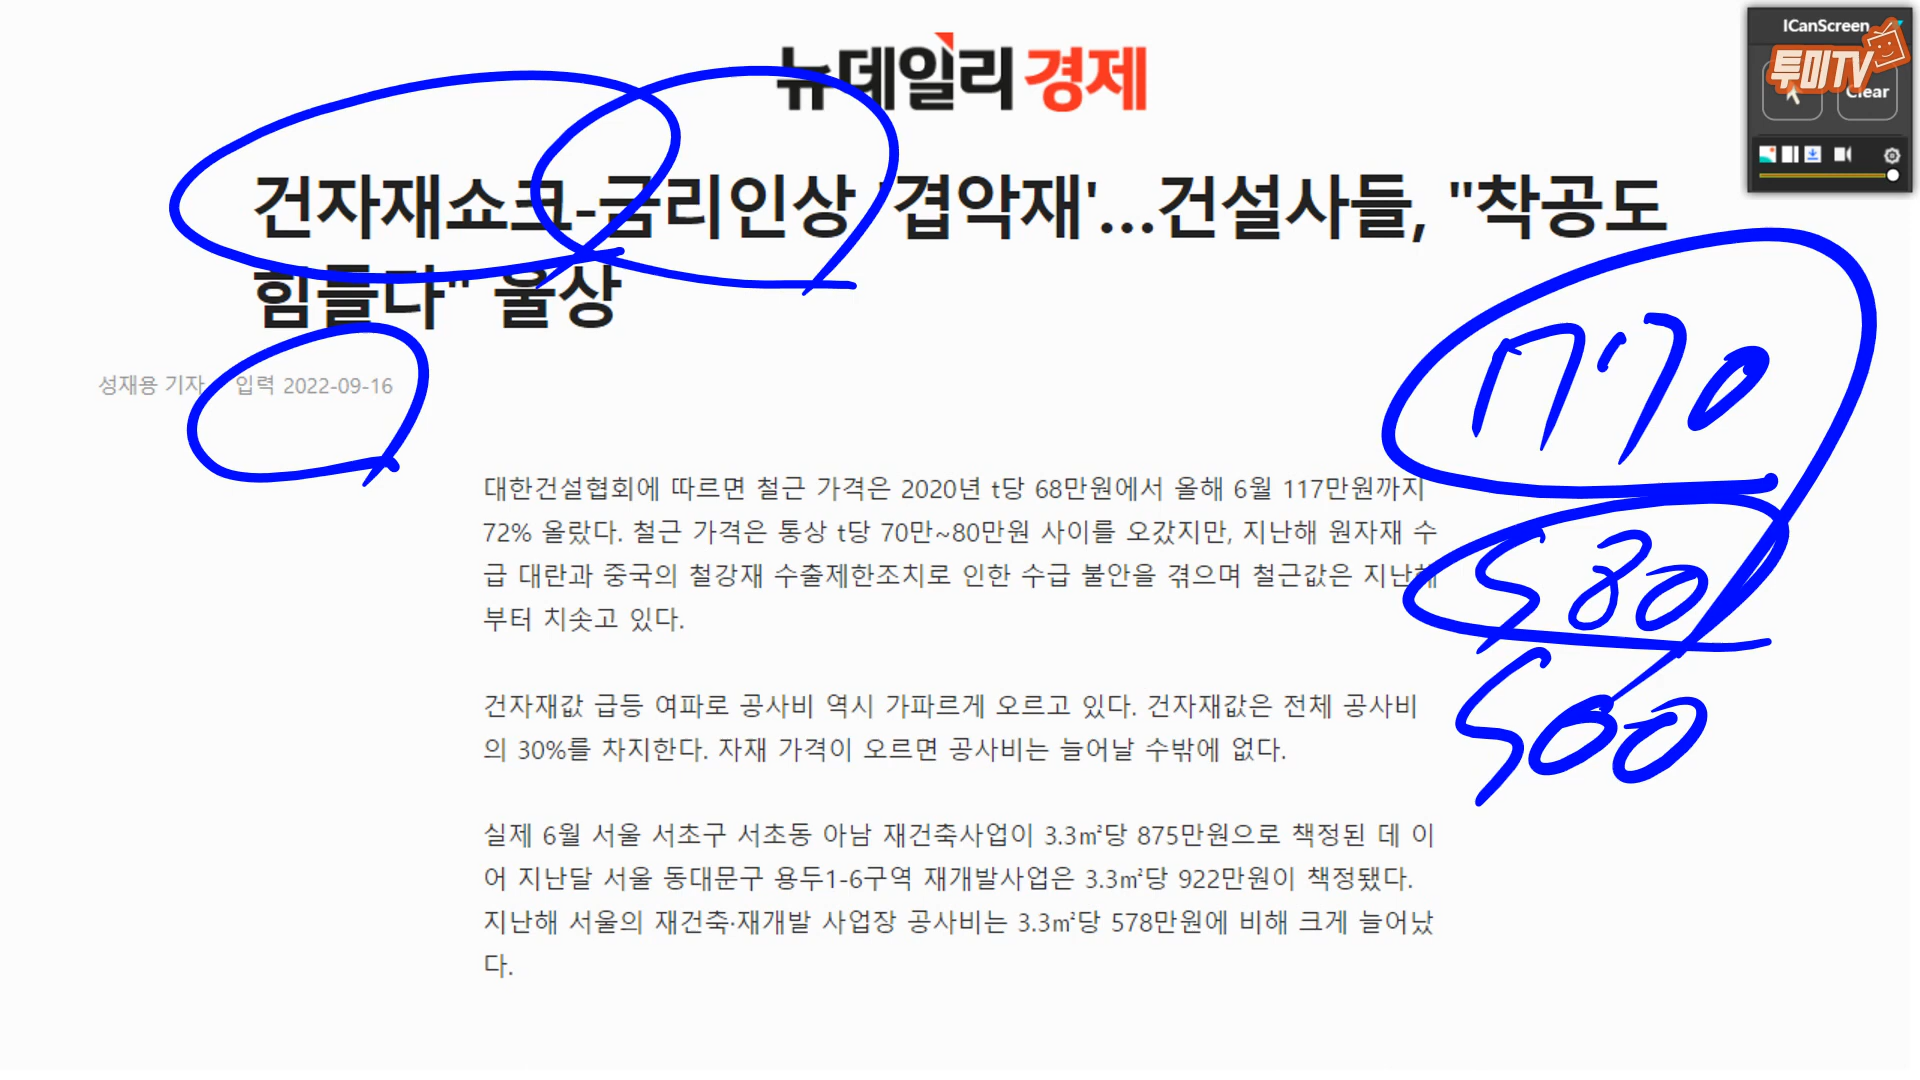 뉴데일리 경제
ICanScreen
투미TV
Clear
건자재쇼크-금리인상 '겹악재'...건설사들, "착공도
힘들다" 울상
성재용 기자 입력 2022-09-16
대한건설협회에 따르면 철근 가격은 2020년 t당 68만원에서 올해 6월 117만원까지
72% 올랐다. 철근 가격은 통상 t당 70만~80만원 사이를 오갔지만, 지난해 원자재 수
급 대란과 중국의 철강재 수출제한조치로 인한 수급 불안을 겪으며 철근값은 지난해
부터 치솟고 있다.
건자재값 급등 여파로 공사비 역시 가파르게 오르고 있다. 건자재값은 전체 공사비
의 30%를 차지한다. 자재 가격이 오르면 공사비는 늘어날 수밖에 없다.
실제 6월 서울 서초구 서초동 아남 재건축사업이 3.3㎡당 875만원으로 책정된 데 이
어 지난달 서울 동대문구 용두1-6구역 재개발사업은 3.3㎡당 922만원이 책정됐다.
지난해 서울의 재건축·재개발 사업장 공사비는 3.3㎡당 578만원에 비해 크게 늘어났
다.
580
500